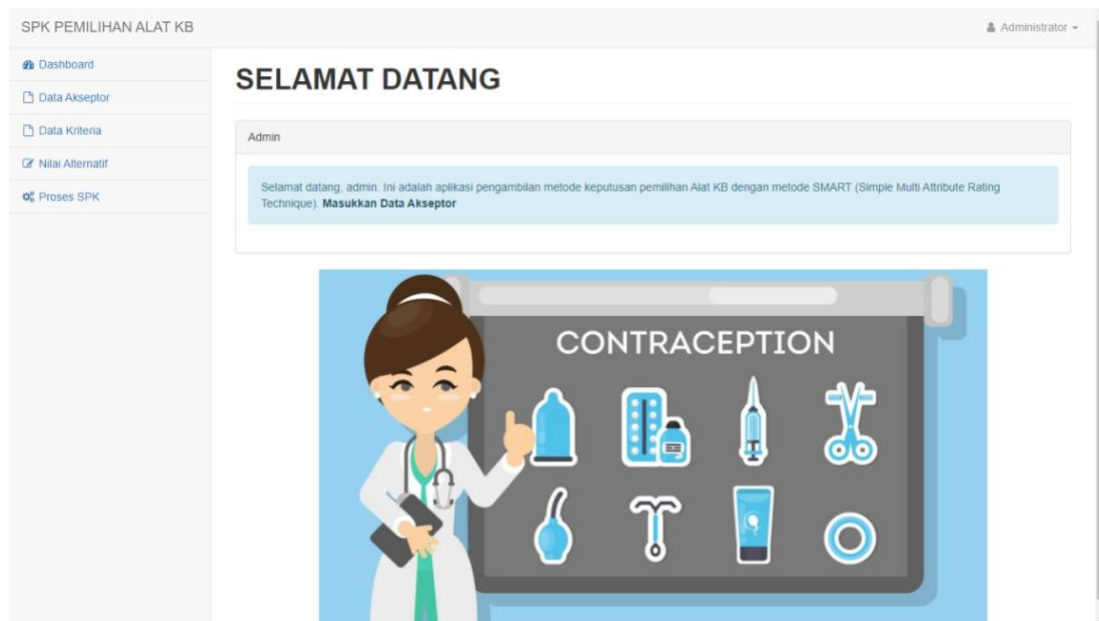 SPK PEMILIHAN ALAT KB
Administrator
Dashboard
Data Akseptor
Data Kriteria
Nilai Alternatif
Proses SPK
SELAMAT DATANG
Admin
Selamat datang, admin. Ini adalah aplikasi pengambilan metode keputusan pemilihan Alat KB dengan metode SMART (Simple Multi Attribute Rating
Technique). Masukkan Data Akseptor
CONTRACEPTION